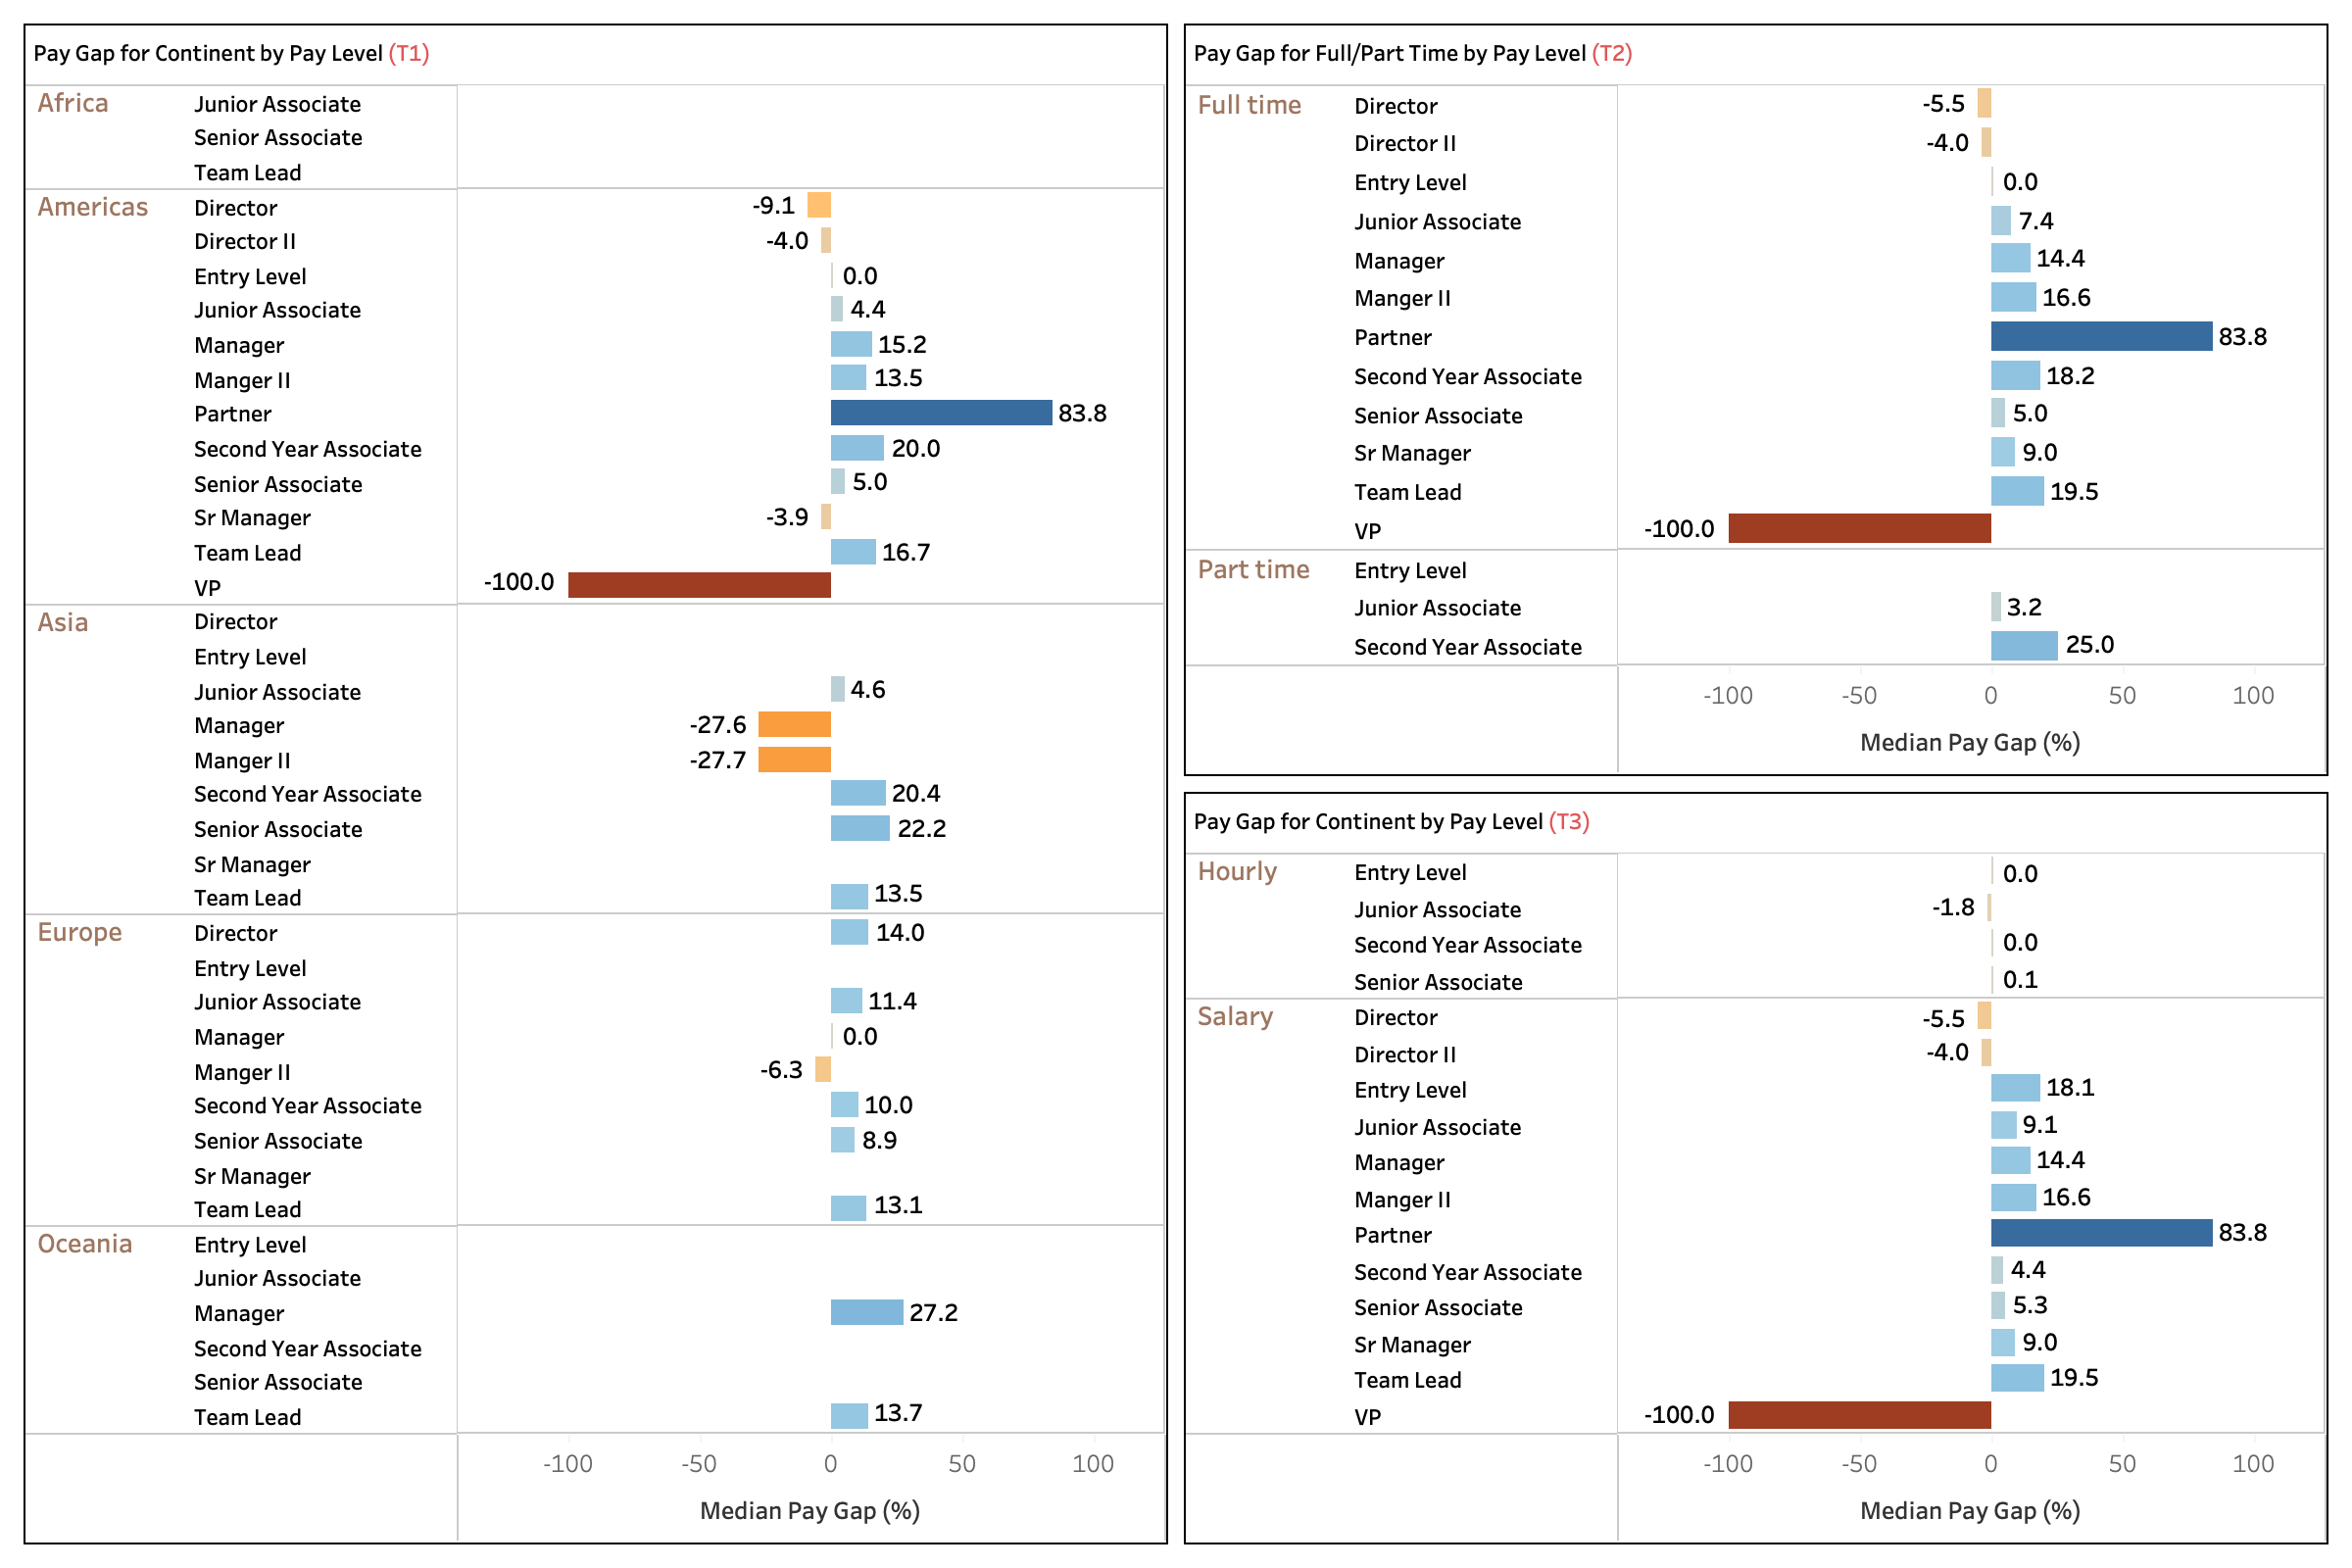 Pay Gap for Continent by Pay Level (T1)
Africa Junior Associate
Senior Associate
Team Lead
Americas Director -9.1
Director II -4.0
Entry Level 0.0
Junior Associate 4.4
Manager 15.2
Manger II 13.5
Partner 83.8
Second Year Associate 20.0
Senior Associate 5.0
Sr Manager -3.9
Team Lead 16.7
VP -100.0
Asia Director
Entry Level
Junior Associate 4.6
Manager -27.6
Manger II -27.7
Second Year Associate 20.4
Senior Associate 22.2
Sr Manager
Team Lead 13.5
Europe Director 14.0
Entry Level
Junior Associate 11.4
Manager 0.0
Manger II -6.3
Second Year Associate 10.0
Senior Associate 8.9
Sr Manager
Team Lead 13.1
Oceania Entry Level
Junior Associate
Manager 27.2
Second Year Associate
Senior Associate
Team Lead 13.7
-100 -50 0 50 100
Median Pay Gap (%)
Pay Gap for Full/Part Time by Pay Level (T2)
Full time Director -5.5
Director II -4.0
Entry Level 0.0
Junior Associate 7.4
Manager 14.4
Manger II 16.6
Partner 83.8
Second Year Associate 18.2
Senior Associate 5.0
Sr Manager 9.0
Team Lead 19.5
VP -100.0
Part time Entry Level
Junior Associate 3.2
Second Year Associate 25.0
-100 -50 0 50 100
Median Pay Gap (%)
Pay Gap for Continent by Pay Level (T3)
Hourly Entry Level 0.0
Junior Associate -1.8
Second Year Associate 0.0
Senior Associate 0.1
Salary Director -5.5
Director II -4.0
Entry Level 18.1
Junior Associate 9.1
Manager 14.4
Manger II 16.6
Partner 83.8
Second Year Associate 4.4
Senior Associate 5.3
Sr Manager 9.0
Team Lead 19.5
VP -100.0
-100 -50 0 50 100
Median Pay Gap (%)